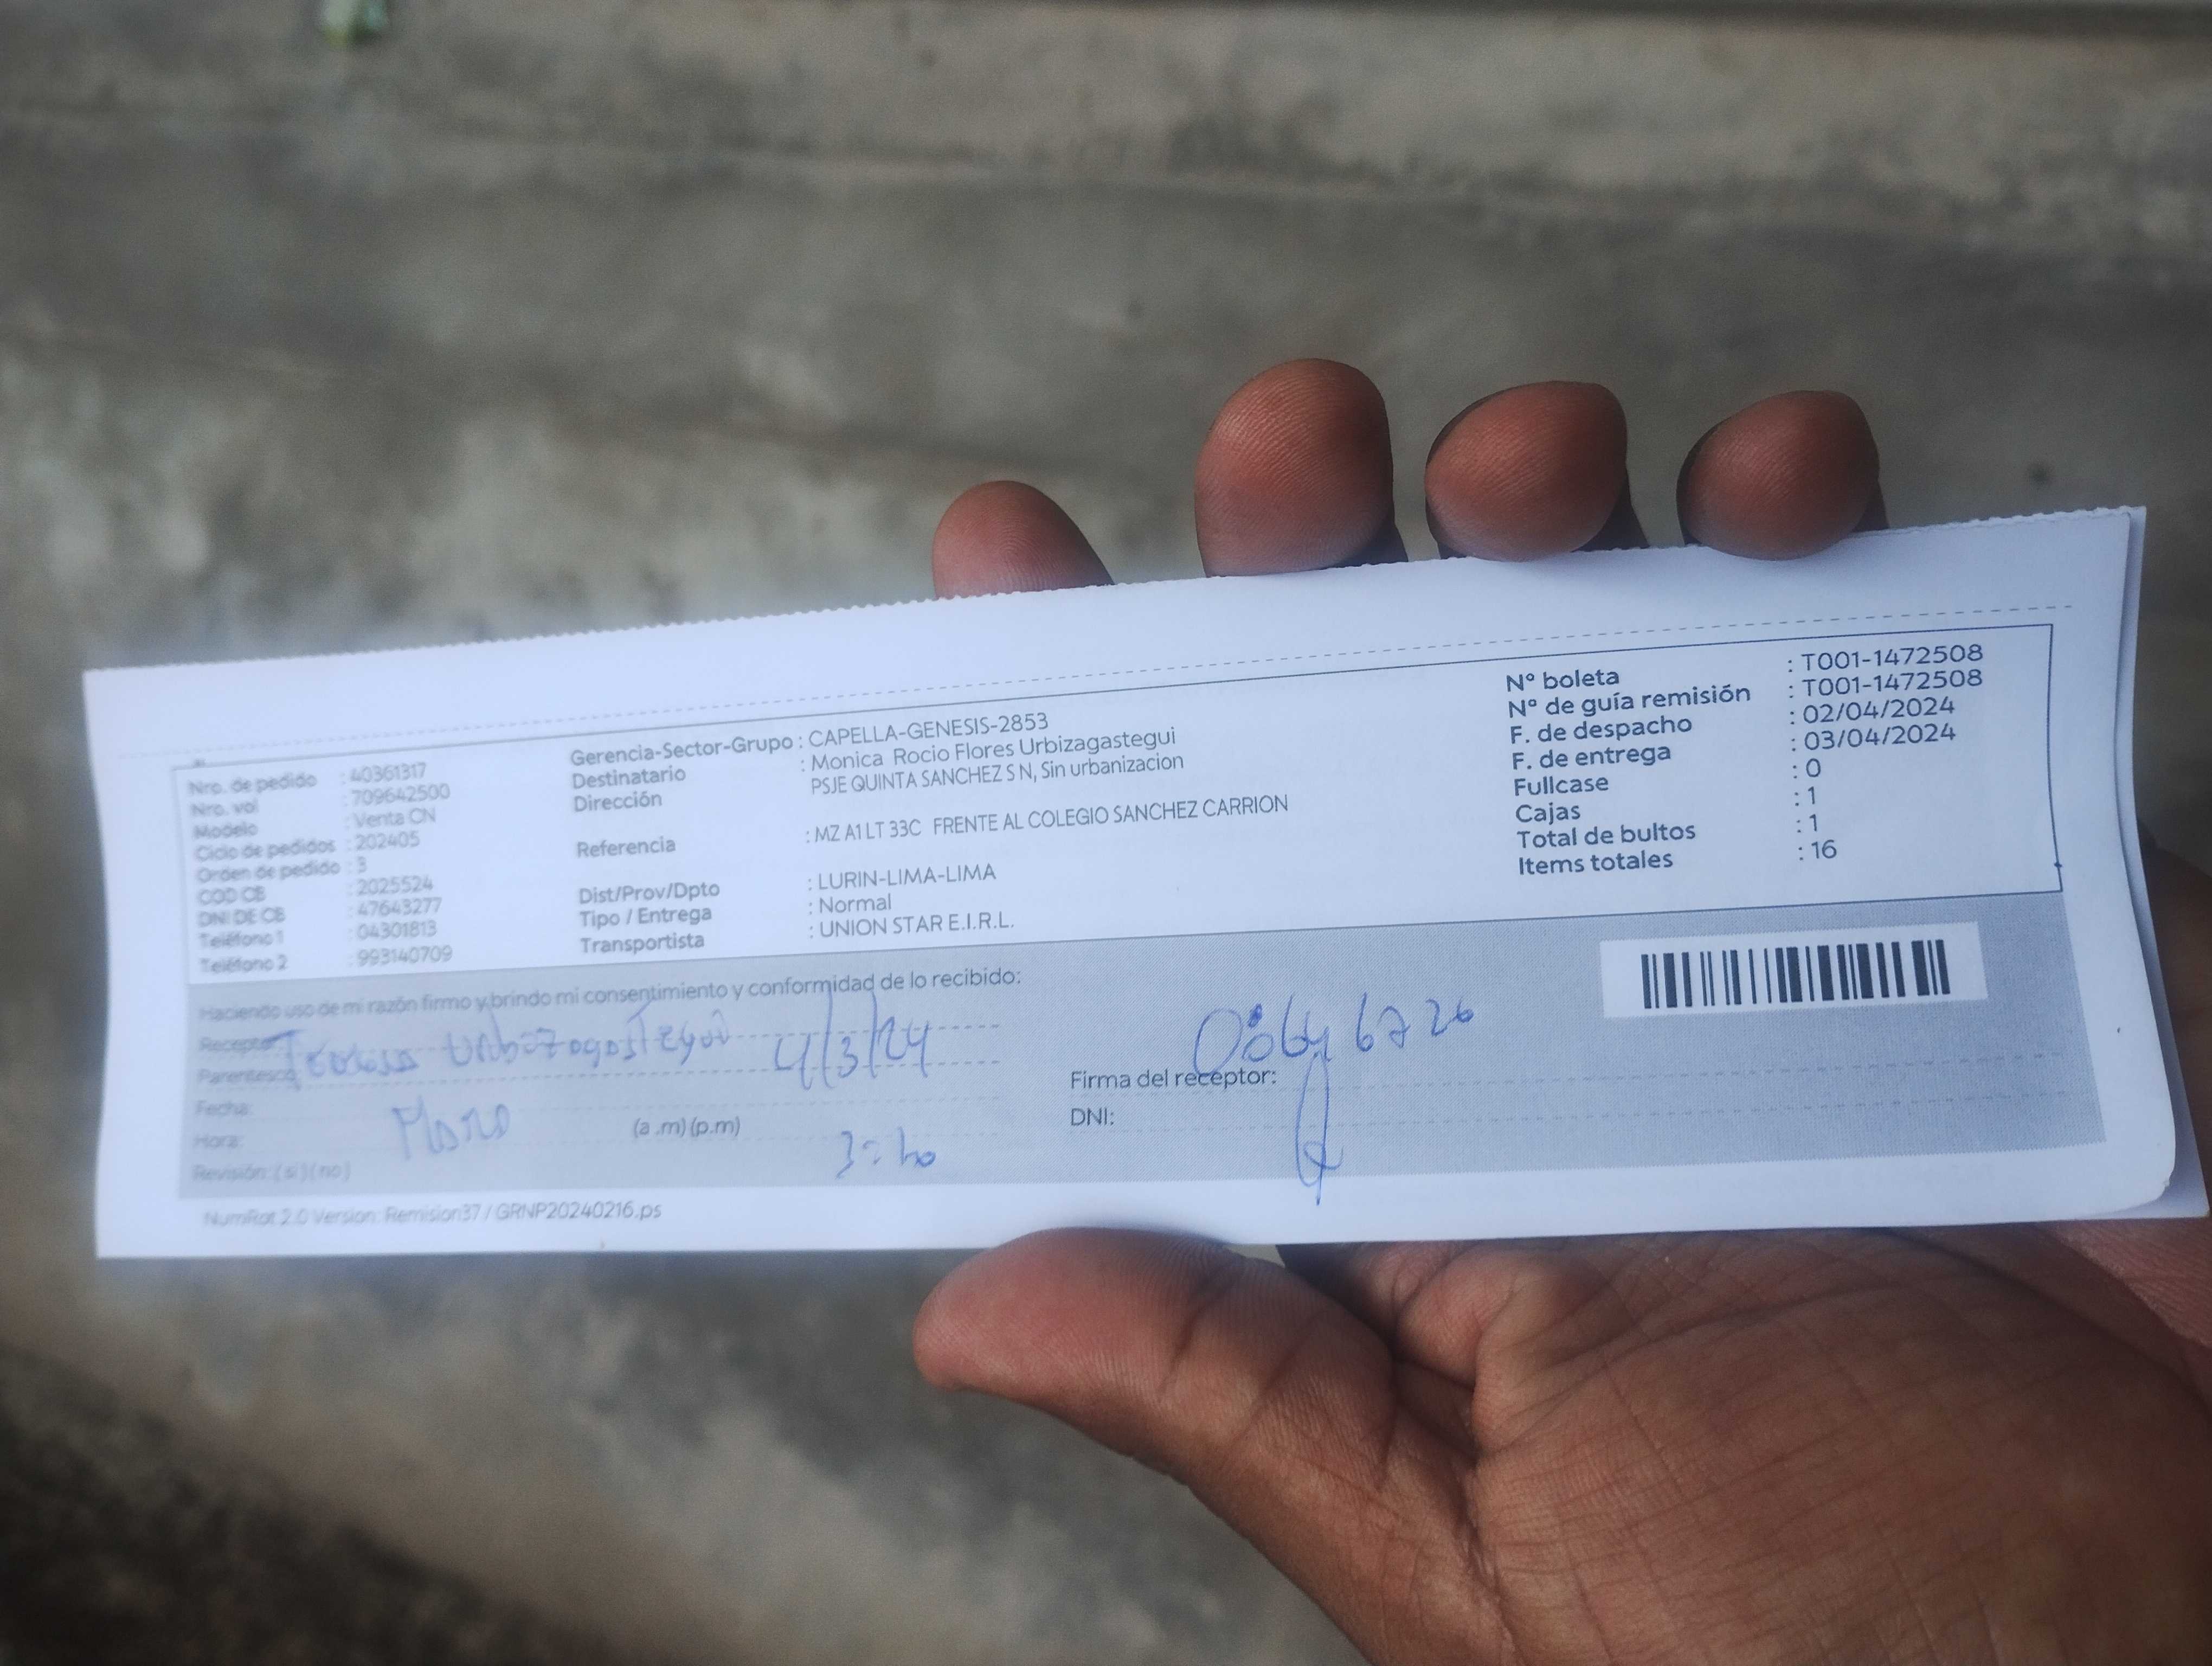 Nro. de pedido : 40361317
Nro. vol : 709642500
Modelo : Venta CN
Ciclo de pedidos : 202405
Orden de pedido : 3
COD CB : 2025524
DNI DE CB : 47643277
Teléfono 1 : 04301813
Teléfono 2 : 993140709
Gerencia-Sector-Grupo : CAPELLA-GENESIS-2853
Destinatario : Monica Rocio Flores Urbizagastegui
Dirección PSJE QUINTA SANCHEZ S N, Sin urbanizacion
Referencia : MZ A1 LT 33C FRENTE AL COLEGIO SANCHEZ CARRION
Dist/Prov/Dpto : LURIN-LIMA-LIMA
Tipo / Entrega : Normal
Transportista : UNION STAR E.I.R.L.
N° boleta : T001-1472508
N° de guía remisión : T001-1472508
F. de despacho : 02/04/2024
F. de entrega : 03/04/2024
Fullcase : 0
Cajas : 1
Total de bultos : 1
Items totales : 16
Haciendo uso de mi razón firmo y brindo mi consentimiento y conformidad de lo recibido:
Receptor
Parentesco 4/3/24
Fecha:
Hora: (a.m) (p.m)
Revisión: (si) (no)
Firma del receptor:
DNI:
NumRot 2.0 Version: Remision37 / GRNP20240216.ps